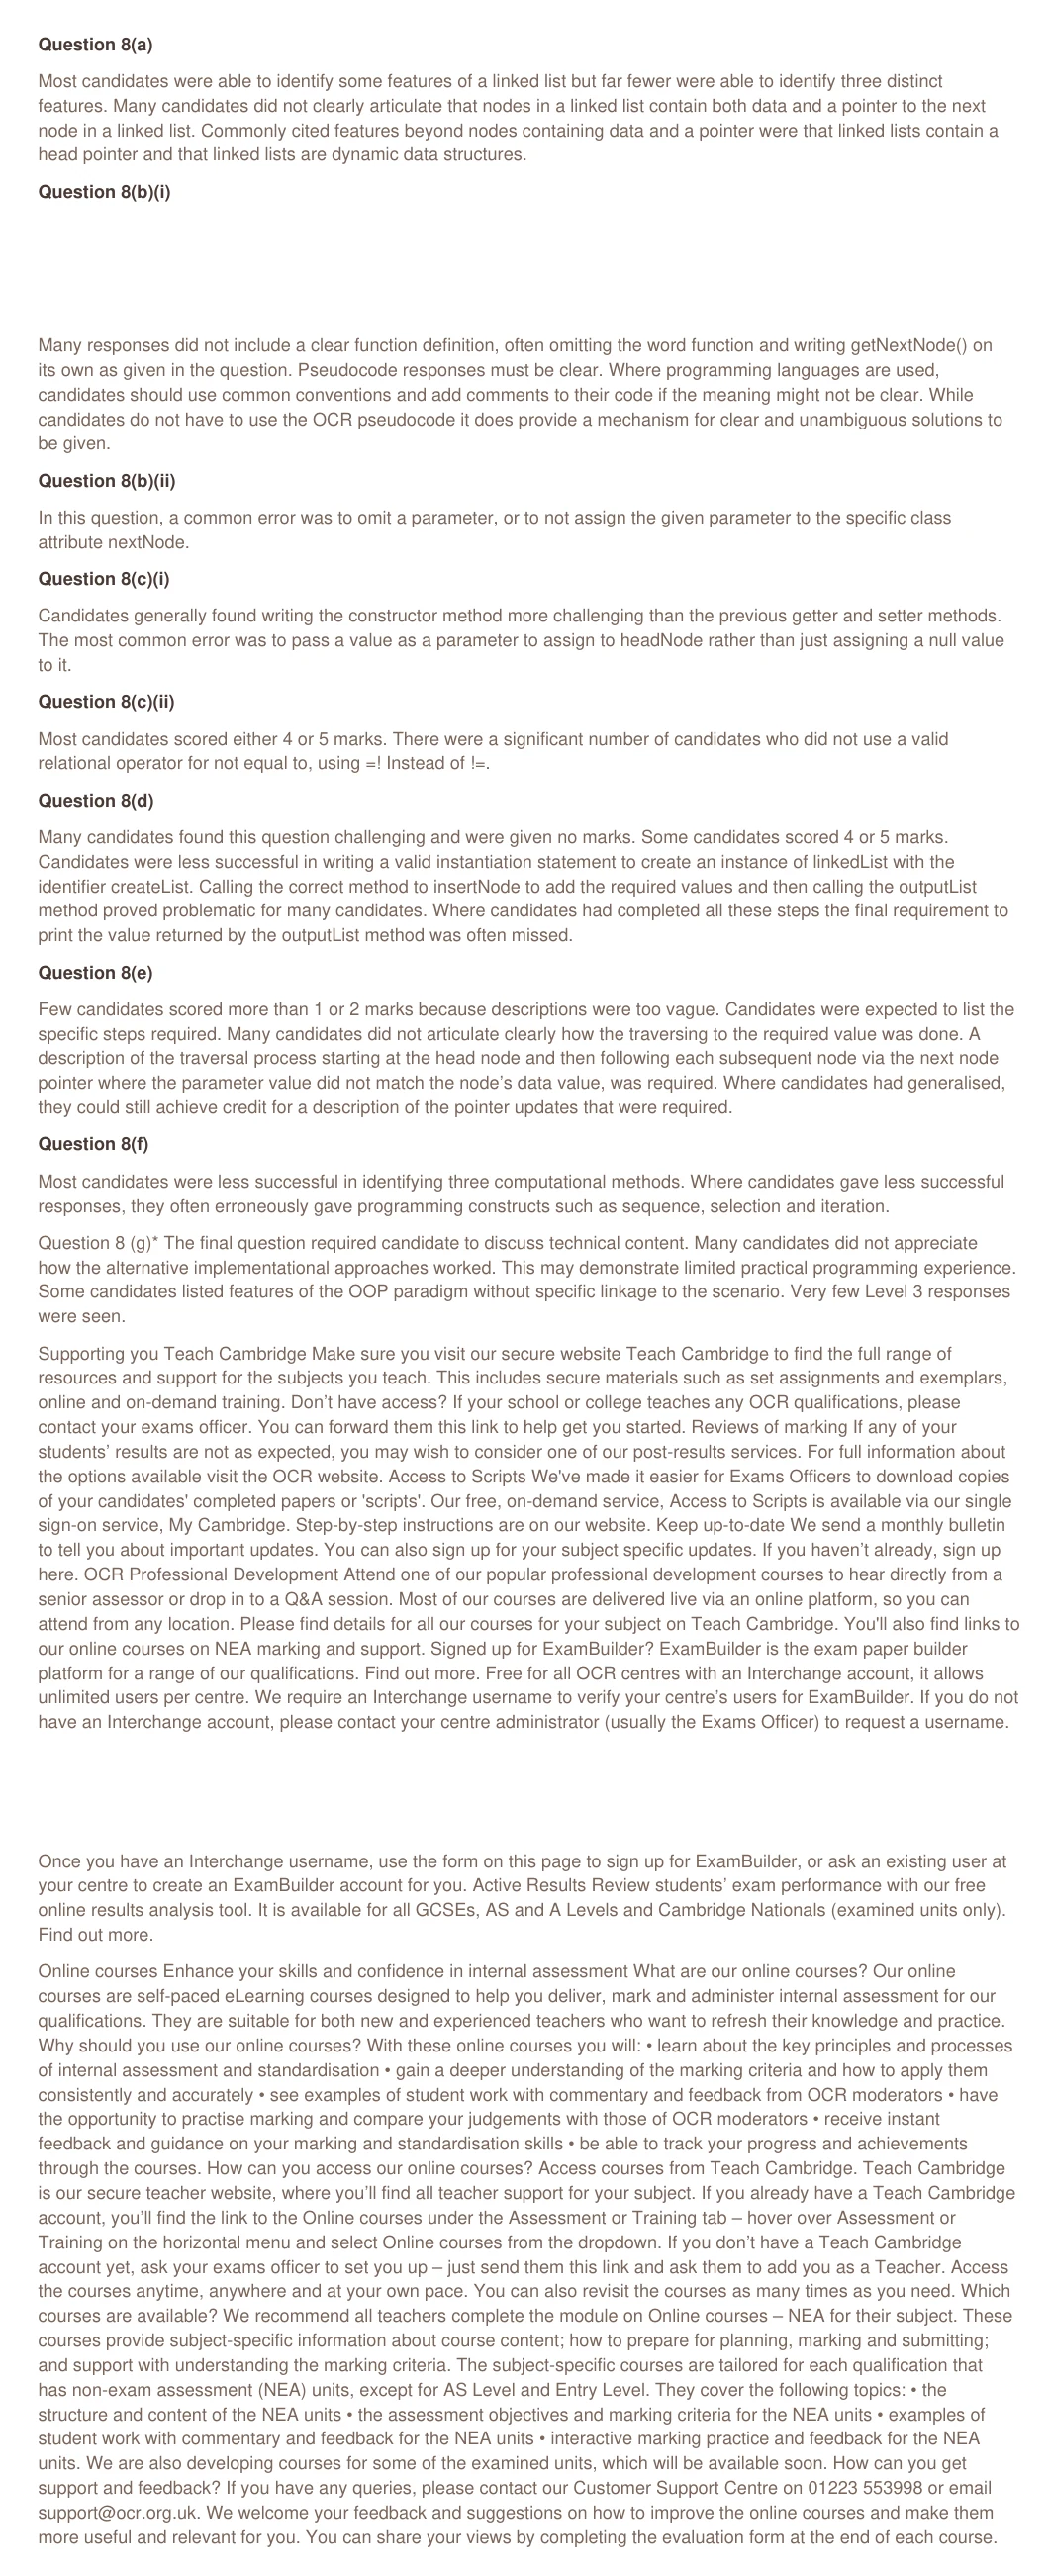 Question 8(a)
Most candidates were able to identify some features of a linked list but far fewer were able to identify three distinct
features. Many candidates did not clearly articulate that nodes in a linked list contain both data and a pointer to the next
node in a linked list. Commonly cited features beyond nodes containing data and a pointer were that linked lists contain a
head pointer and that linked lists are dynamic data structures.
Question 8(b)(i)
Many responses did not include a clear function definition, often omitting the word function and writing getNextNode() on
its own as given in the question. Pseudocode responses must be clear. Where programming languages are used,
candidates should use common conventions and add comments to their code if the meaning might not be clear. While
candidates do not have to use the OCR pseudocode it does provide a mechanism for clear and unambiguous solutions to
be given.
Question 8(b)(ii)
In this question, a common error was to omit a parameter, or to not assign the given parameter to the specific class
attribute nextNode.
Question 8(c)(i)
Candidates generally found writing the constructor method more challenging than the previous getter and setter methods.
The most common error was to pass a value as a parameter to assign to headNode rather than just assigning a null value
to it.
Question 8(c)(ii)
Most candidates scored either 4 or 5 marks. There were a significant number of candidates who did not use a valid
relational operator for not equal to, using =! Instead of !=.
Question 8(d)
Many candidates found this question challenging and were given no marks. Some candidates scored 4 or 5 marks.
Candidates were less successful in writing a valid instantiation statement to create an instance of linkedList with the
identifier createList. Calling the correct method to insertNode to add the required values and then calling the outputList
method proved problematic for many candidates. Where candidates had completed all these steps the final requirement to
print the value returned by the outputList method was often missed.
Question 8(e)
Few candidates scored more than 1 or 2 marks because descriptions were too vague. Candidates were expected to list the
specific steps required. Many candidates did not articulate clearly how the traversing to the required value was done. A
description of the traversal process starting at the head node and then following each subsequent node via the next node
pointer where the parameter value did not match the node's data value, was required. Where candidates had generalised,
they could still achieve credit for a description of the pointer updates that were required.
Question 8(f)
Most candidates were less successful in identifying three computational methods. Where candidates gave less successful
responses, they often erroneously gave programming constructs such as sequence, selection and iteration.
Question 8 (g)* The final question required candidate to discuss technical content. Many candidates did not appreciate
how the alternative implementational approaches worked. This may demonstrate limited practical programming experience.
Some candidates listed features of the OOP paradigm without specific linkage to the scenario. Very few Level 3 responses
were seen.
Supporting you Teach Cambridge Make sure you visit our secure website Teach Cambridge to find the full range of
resources and support for the subjects you teach. This includes secure materials such as set assignments and exemplars,
online and on-demand training. Don't have access? If your school or college teaches any OCR qualifications, please
contact your exams officer. You can forward them this link to help get you started. Reviews of marking If any of your
students' results are not as expected, you may wish to consider one of our post-results services. For full information about
the options available visit the OCR website. Access to Scripts We've made it easier for Exams Officers to download copies
of your candidates' completed papers or 'scripts'. Our free, on-demand service, Access to Scripts is available via our single
sign-on service, My Cambridge. Step-by-step instructions are on our website. Keep up-to-date We send a monthly bulletin
to tell you about important updates. You can also sign up for your subject specific updates. If you haven't already, sign up
here. OCR Professional Development Attend one of our popular professional development courses to hear directly from a
senior assessor or drop in to a Q&A session. Most of our courses are delivered live via an online platform, so you can
attend from any location. Please find details for all our courses for your subject on Teach Cambridge. You'll also find links to
our online courses on NEA marking and support. Signed up for ExamBuilder? ExamBuilder is the exam paper builder
platform for a range of our qualifications. Find out more. Free for all OCR centres with an Interchange account, it allows
unlimited users per centre. We require an Interchange username to verify your centre's users for ExamBuilder. If you do not
have an Interchange account, please contact your centre administrator (usually the Exams Officer) to request a username.
Once you have an Interchange username, use the form on this page to sign up for ExamBuilder, or ask an existing user at
your centre to create an ExamBuilder account for you. Active Results Review students' exam performance with our free
online results analysis tool. It is available for all GCSEs, AS and A Levels and Cambridge Nationals (examined units only).
Find out more.
Online courses Enhance your skills and confidence in internal assessment What are our online courses? Our online
courses are self-paced eLearning courses designed to help you deliver, mark and administer internal assessment for our
qualifications. They are suitable for both new and experienced teachers who want to refresh their knowledge and practice.
Why should you use our online courses? With these online courses you will: • learn about the key principles and processes
of internal assessment and standardisation • gain a deeper understanding of the marking criteria and how to apply them
consistently and accurately • see examples of student work with commentary and feedback from OCR moderators • have
the opportunity to practise marking and compare your judgements with those of OCR moderators • receive instant
feedback and guidance on your marking and standardisation skills • be able to track your progress and achievements
through the courses. How can you access our online courses? Access courses from Teach Cambridge. Teach Cambridge
is our secure teacher website, where you'll find all teacher support for your subject. If you already have a Teach Cambridge
account, you'll find the link to the Online courses under the Assessment or Training tab – hover over Assessment or
Training on the horizontal menu and select Online courses from the dropdown. If you don't have a Teach Cambridge
account yet, ask your exams officer to set you up – just send them this link and ask them to add you as a Teacher. Access
the courses anytime, anywhere and at your own pace. You can also revisit the courses as many times as you need. Which
courses are available? We recommend all teachers complete the module on Online courses – NEA for their subject. These
courses provide subject-specific information about course content; how to prepare for planning, marking and submitting;
and support with understanding the marking criteria. The subject-specific courses are tailored for each qualification that
has non-exam assessment (NEA) units, except for AS Level and Entry Level. They cover the following topics: • the
structure and content of the NEA units • the assessment objectives and marking criteria for the NEA units • examples of
student work with commentary and feedback for the NEA units • interactive marking practice and feedback for the NEA
units. We are also developing courses for some of the examined units, which will be available soon. How can you get
support and feedback? If you have any queries, please contact our Customer Support Centre on 01223 553998 or email
support@ocr.org.uk. We welcome your feedback and suggestions on how to improve the online courses and make them
more useful and relevant for you. You can share your views by completing the evaluation form at the end of each course.